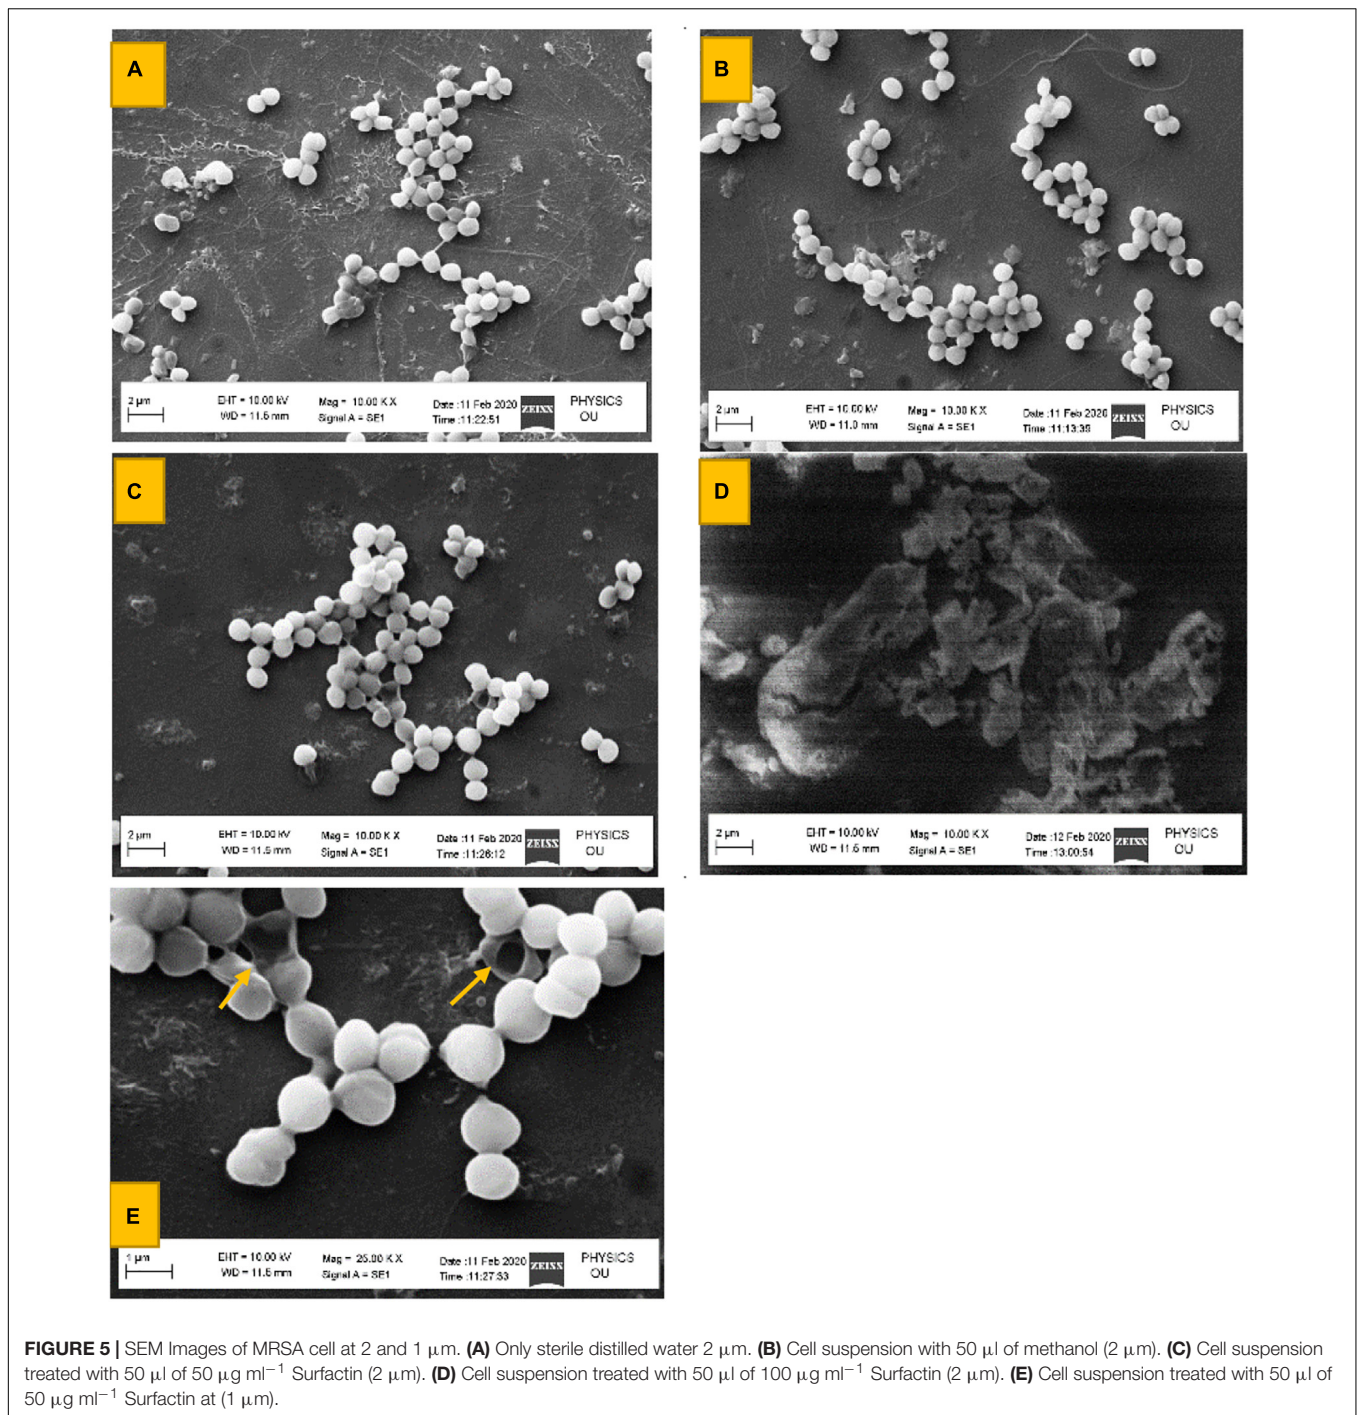 A
2 µm
EHT = 10.00 kV
WD = 11.5 mm
Mag = 10.00 K X
Signal A = SE1
Date :11 Feb 2020
Time :11:22:51
ZEISS
PHYSICS
OU
B
2 µm
EHT = 10.00 kV
WD = 11.0 mm
Mag = 10.00 K X
Signal A = SE1
Date :11 Feb 2020
Time :11:13:39
ZEISS
PHYSICS
OU
C
2 µm
EHT = 10.00 kV
WD = 11.5 mm
Mag = 10.00 K X
Signal A = SE1
Date :11 Feb 2020
Time :11:26:12
ZEISS
PHYSICS
OU
D
2 µm
EHT = 10.00 kV
WD = 11.5 mm
Mag = 10.00 K X
Signal A = SE1
Date :12 Feb 2020
Time :13:00:54
ZEISS
PHYSICS
OU
E
1 µm
EHT = 10.00 kV
WD = 11.5 mm
Mag = 25.00 K X
Signal A = SE1
Date :11 Feb 2020
Time :11:27:33
ZEISS
PHYSICS
OU
FIGURE 5 | SEM Images of MRSA cell at 2 and 1 µm. (A) Only sterile distilled water 2 µm. (B) Cell suspension with 50 µl of methanol (2 µm). (C) Cell suspension
treated with 50 µl of 50 µg ml⁻¹ Surfactin (2 µm). (D) Cell suspension treated with 50 µl of 100 µg ml⁻¹ Surfactin (2 µm). (E) Cell suspension treated with 50 µl of
50 µg ml⁻¹ Surfactin at (1 µm).